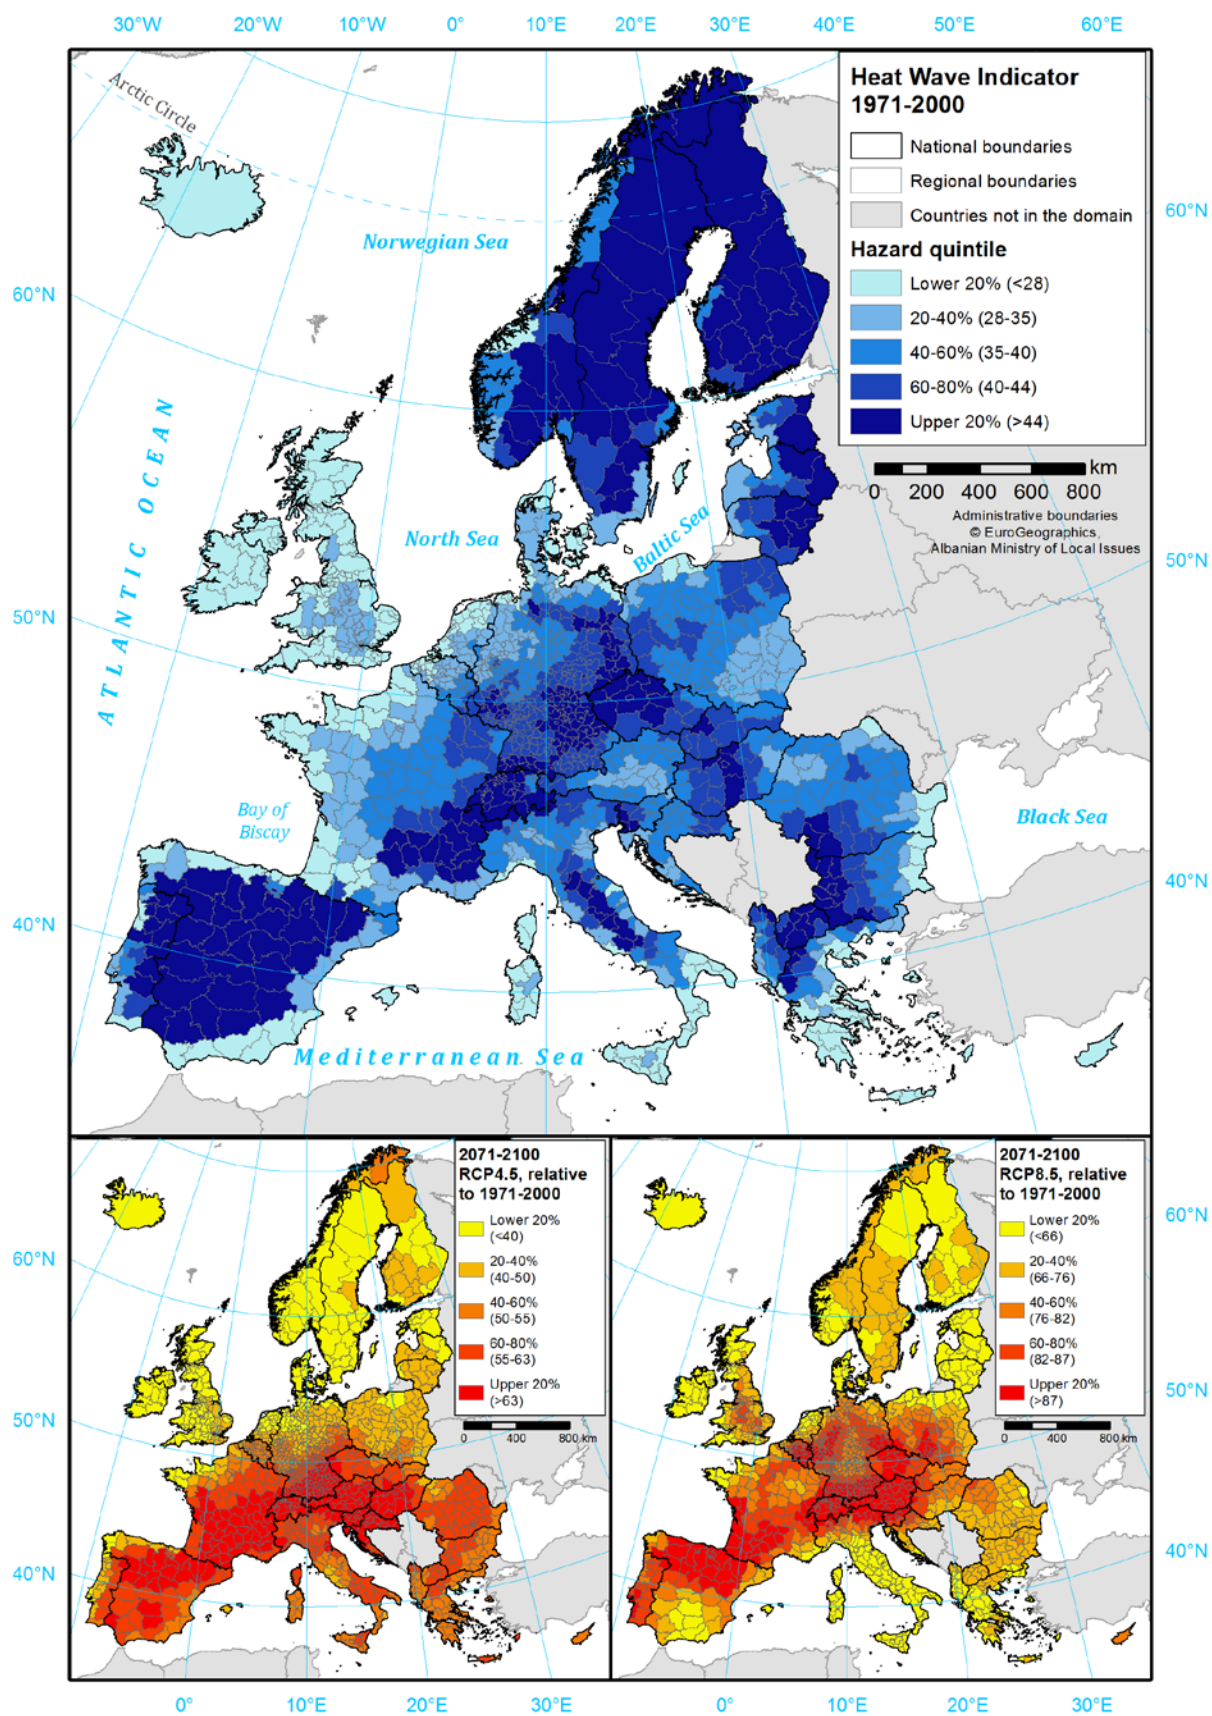 30°W 20°W 10°W 0° 10°E 20°E 30°E 40°E 50°E 60°E
Arctic Circle
Heat Wave Indicator
1971-2000
National boundaries
Regional boundaries
Countries not in the domain
Hazard quintile
Lower 20% (<28)
20-40% (28-35)
40-60% (35-40)
60-80% (40-44)
Upper 20% (>44)
km
0 200 400 600 800
Administrative boundaries
© EuroGeographics,
Albanian Ministry of Local Issues
60°N
60°N
50°N
50°N
40°N
40°N
Norwegian Sea
ATLANTIC OCEAN
North Sea
Baltic Sea
Bay of
Biscay
Black Sea
Mediterranean Sea
2071-2100
RCP4.5, relative
to 1971-2000
Lower 20%
(<40)
20-40%
(40-50)
40-60%
(50-55)
60-80%
(55-63)
Upper 20%
(>63)
0 400 800 km
60°N
50°N
40°N
2071-2100
RCP8.5, relative
to 1971-2000
Lower 20%
(<66)
20-40%
(66-76)
40-60%
(76-82)
60-80%
(82-87)
Upper 20%
(>87)
0 400 800 km
60°N
50°N
40°N
0° 10°E 20°E 30°E 0° 10°E 20°E 30°E